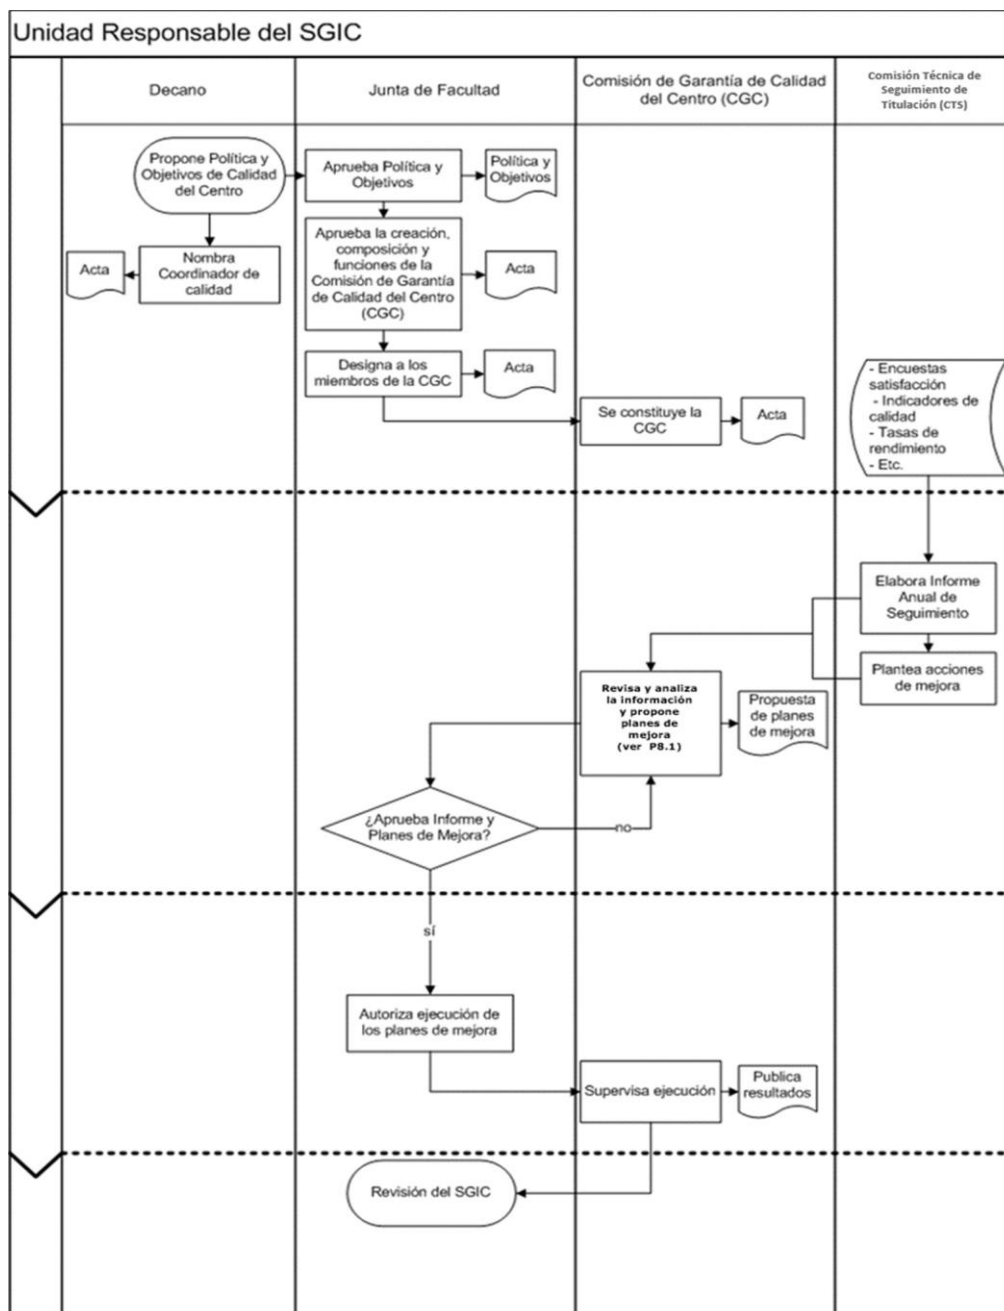 Unidad Responsable del SGIC
Decano
Junta de Facultad
Comisión de Garantía de Calidad
del Centro (CGC)
Comisión Técnica de
Seguimiento de
Titulación (CTS)
Propone Política y
Objetivos de Calidad
del Centro
Aprueba Política y
Objetivos
Política y
Objetivos
Nombra
Coordinador de
calidad
Acta
Aprueba la creación,
composición y
funciones de la
Comisión de Garantía
de Calidad del Centro
(CGC)
Acta
Designa a los
miembros de la CGC
Acta
Se constituye la
CGC
Acta
- Encuestas
satisfacción
- Indicadores de
calidad
- Tasas de
rendimiento
- Etc.
Elabora Informe
Anual de
Seguimiento
Plantea acciones
de mejora
Revisa y analiza
la información
y propone
planes de
mejora
(ver P8.1)
Propuesta
de planes
de mejora
¿Aprueba Informe y
Planes de Mejora?
no
sí
Autoriza ejecución de
los planes de mejora
Supervisa ejecución
Publica
resultados
Revisión del SGIC